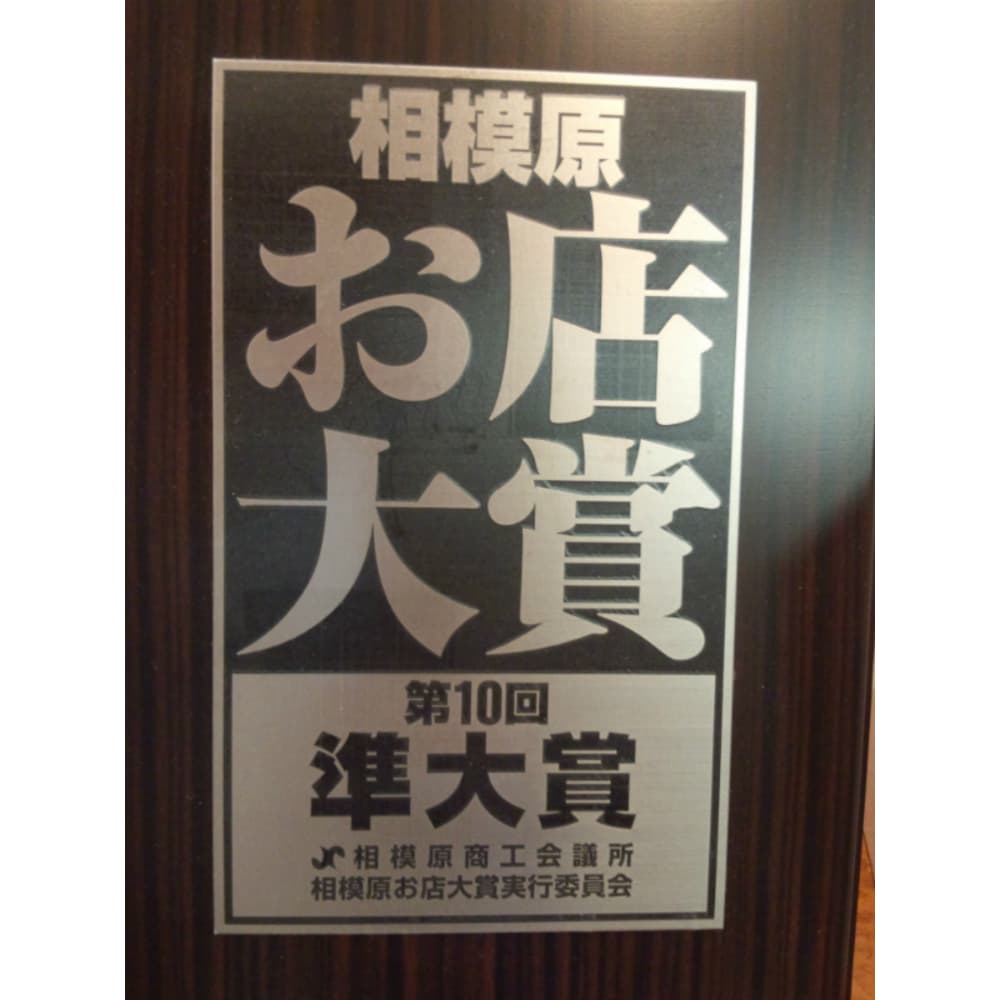 相模原
お店
大賞
第10回
準大賞
相模原商工会議所
相模原お店大賞実行委員会